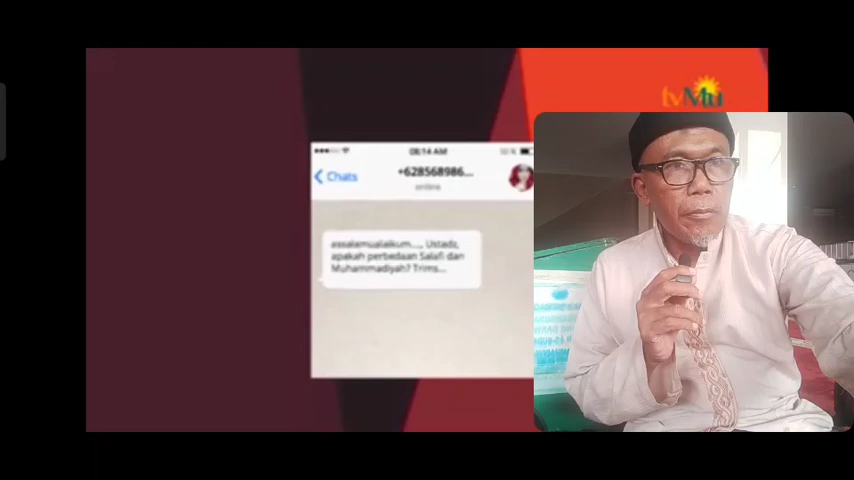 tvMu
08:14 AM
Chats
+628568986...
online
assalamualaikum..., Ustadz,
apakah perbedaan Salafi dan
Muhammadiyah? Trims...